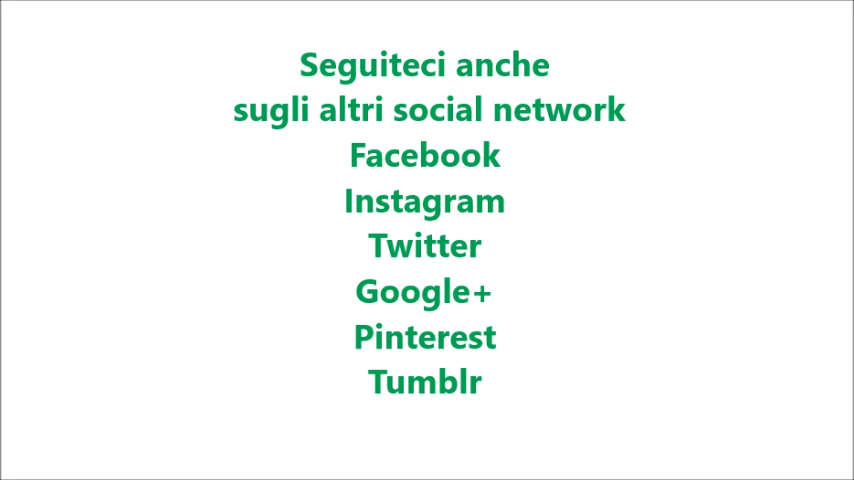 Seguiteci anche
sugli altri social network
Facebook
Instagram
Twitter
Google+
Pinterest
Tumblr